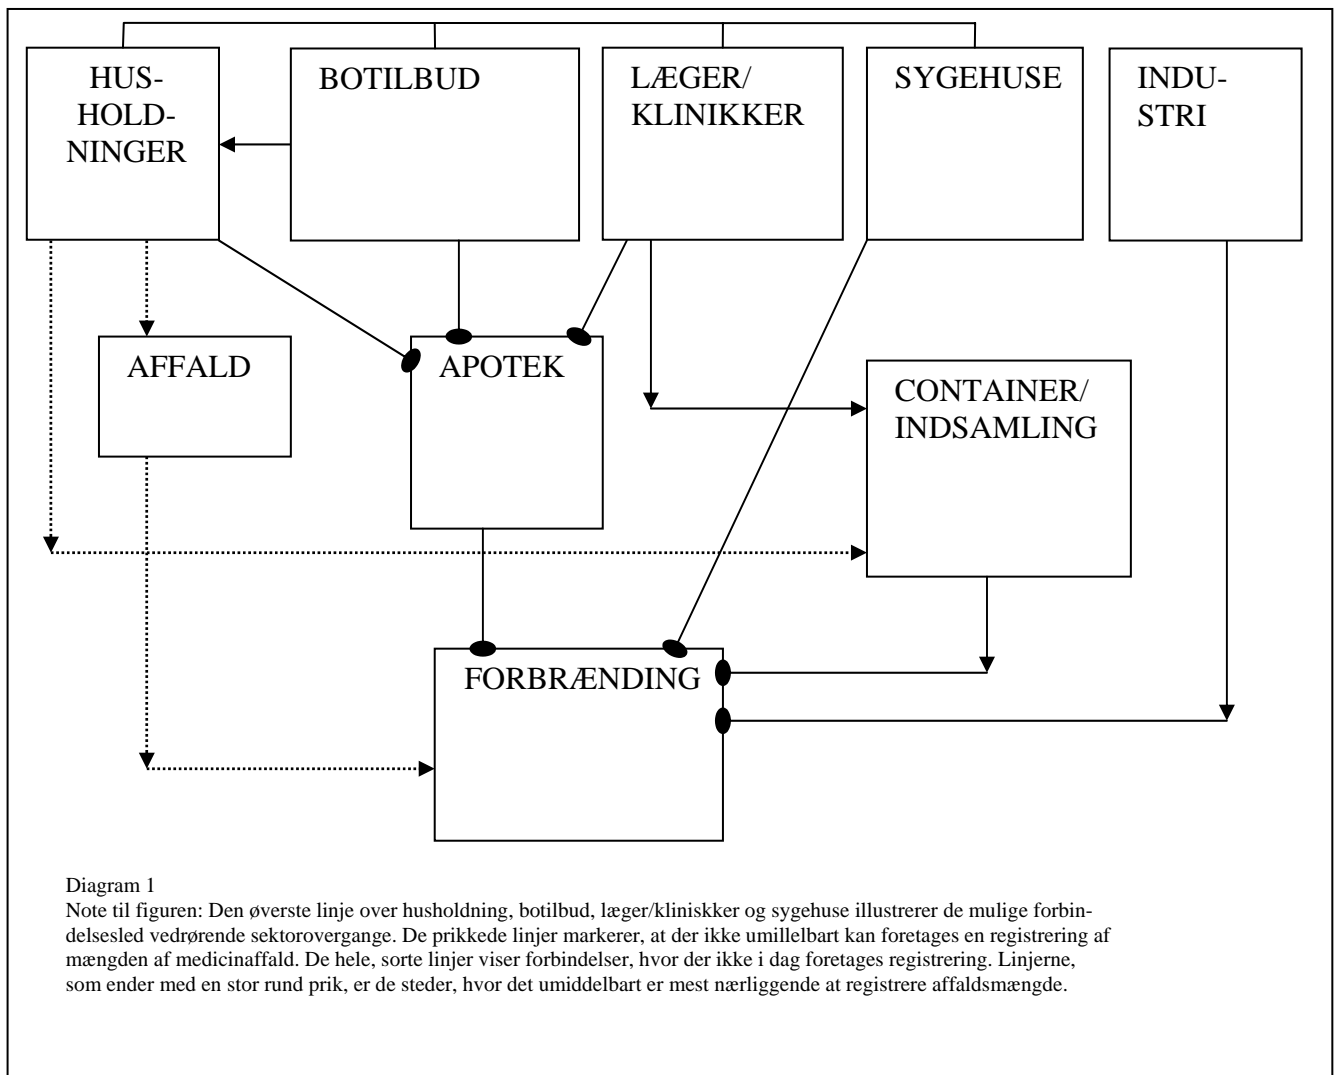 HUS-
HOLD-
NINGER
BOTILBUD
LÆGER/
KLINIKKER
SYGEHUSE
INDU-
STRI
AFFALD
APOTEK
CONTAINER/
INDSAMLING
FORBRÆNDING
Diagram 1
Note til figuren: Den øverste linje over husholdning, botilbud, læger/kliniskker og sygehuse illustrerer de mulige forbin-
delsesled vedrørende sektorovergange. De prikkede linjer markerer, at der ikke umillelbart kan foretages en registrering af
mængden af medicinaffald. De hele, sorte linjer viser forbindelser, hvor der ikke i dag foretages registrering. Linjerne,
som ender med en stor rund prik, er de steder, hvor det umiddelbart er mest nærliggende at registrere affaldsmængde.